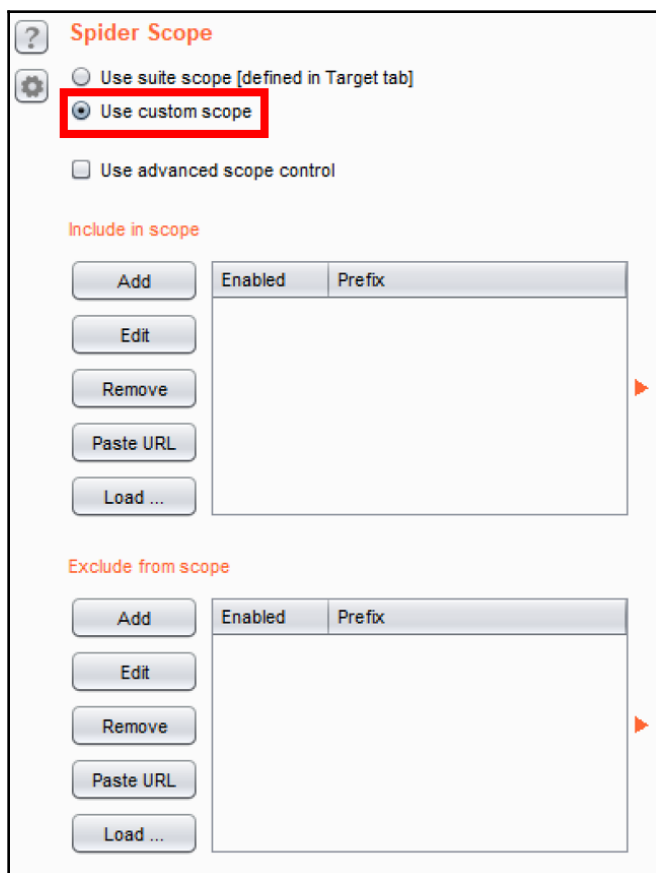 ?
Spider Scope
Use suite scope [defined in Target tab]
Use custom scope
Use advanced scope control
Include in scope
Add
Edit
Remove
Paste URL
Load ...
Enabled Prefix
Exclude from scope
Add
Edit
Remove
Paste URL
Load ...
Enabled Prefix